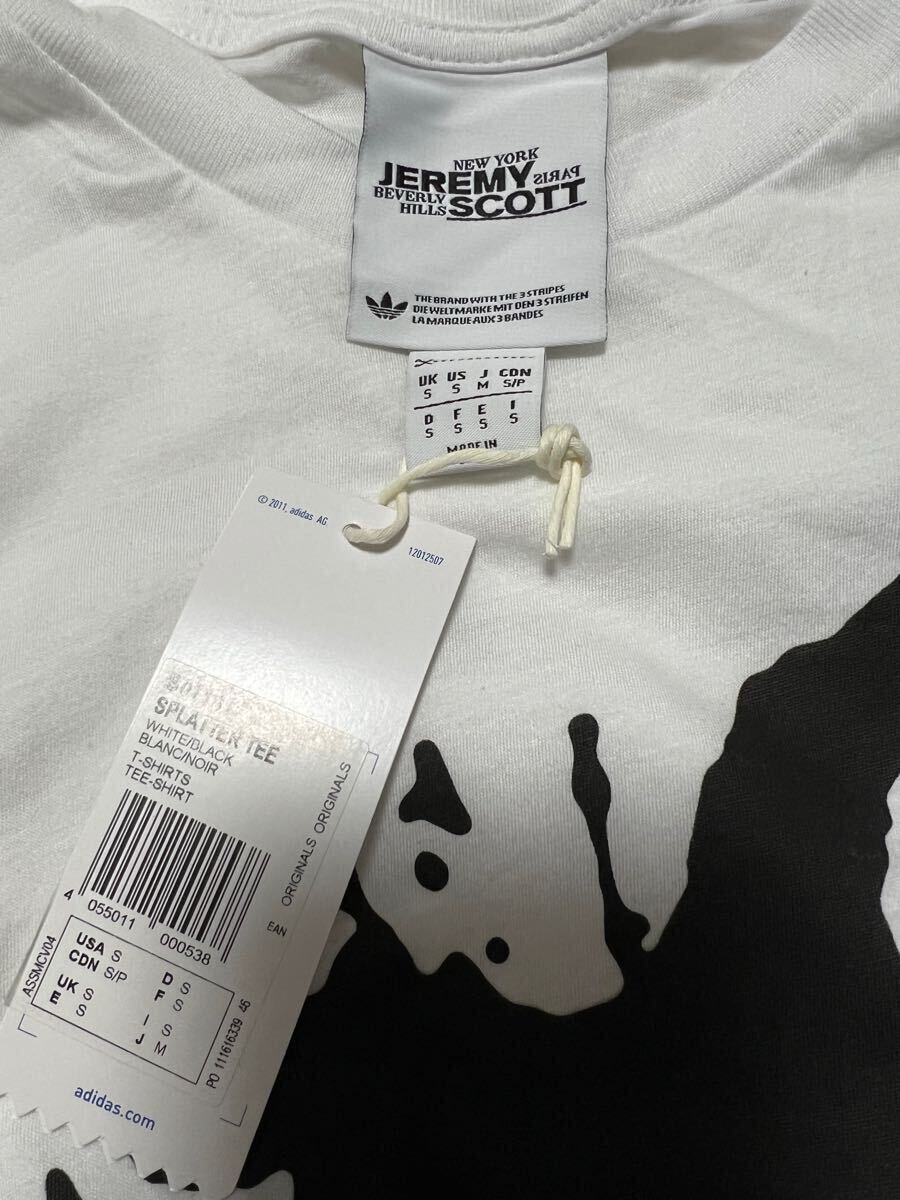 NEW YORK
JEREMY PARIS
BEVERLY
HILLS SCOTT
THE BRAND WITH THE 3 STRIPES
DIE WELTMARKE MIT DEN 3 STREIFEN
LA MARQUE AUX 3 BANDES
UK US J CDN
S S M S/P
D F E I
S S S S
MADE IN
© 2011, adidas AG
12012507
SPLATTER TEE
WHITE/BLACK
BLANC/NOIR
T-SHIRTS
TEE-SHIRT
ORIGINALS ORIGINALS
EAN
4 055011 000538
ASSMCV04
USA S D S
CDN S/P F S
UK S I S
E S J M
PO 111616339 46
adidas.com